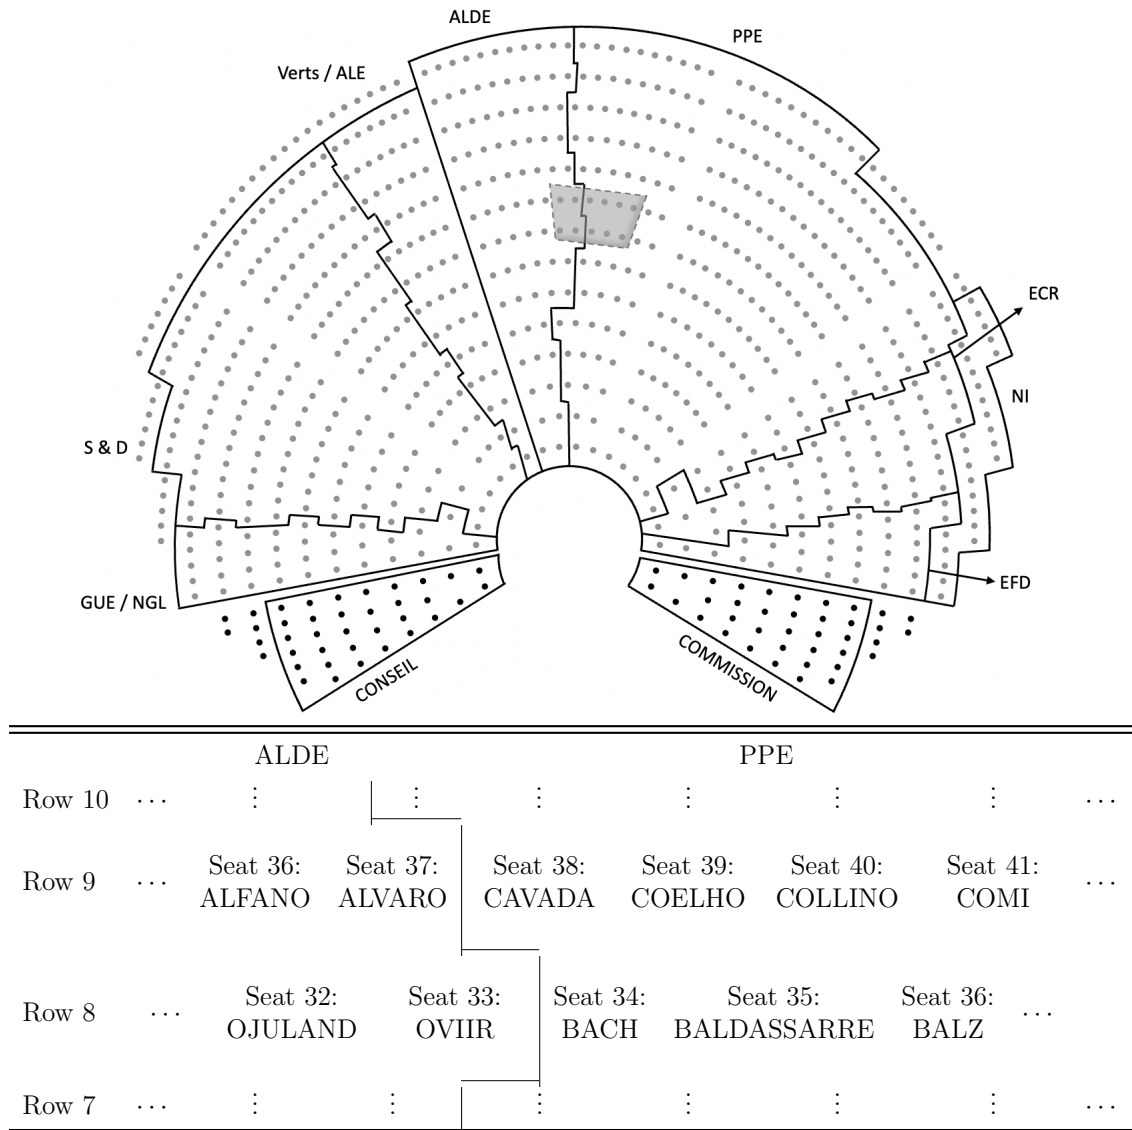 ALDE
PPE
Verts / ALE
ECR
NI
S & D
EFD
GUE / NGL
CONSEIL
COMMISSION
ALDE PPE
Row 10 ... ⋮ ⋮ ⋮ ⋮ ⋮ ⋮ ...
Seat 36: Seat 37: Seat 38: Seat 39: Seat 40: Seat 41:
Row 9 ... ...
ALFANO ALVARO CAVADA COELHO COLLINO COMI
Seat 32: Seat 33: Seat 34: Seat 35: Seat 36:
Row 8 ... ...
OJULAND OVIIR BACH BALDASSARRE BALZ
Row 7 ... ⋮ ⋮ ⋮ ⋮ ⋮ ⋮ ...